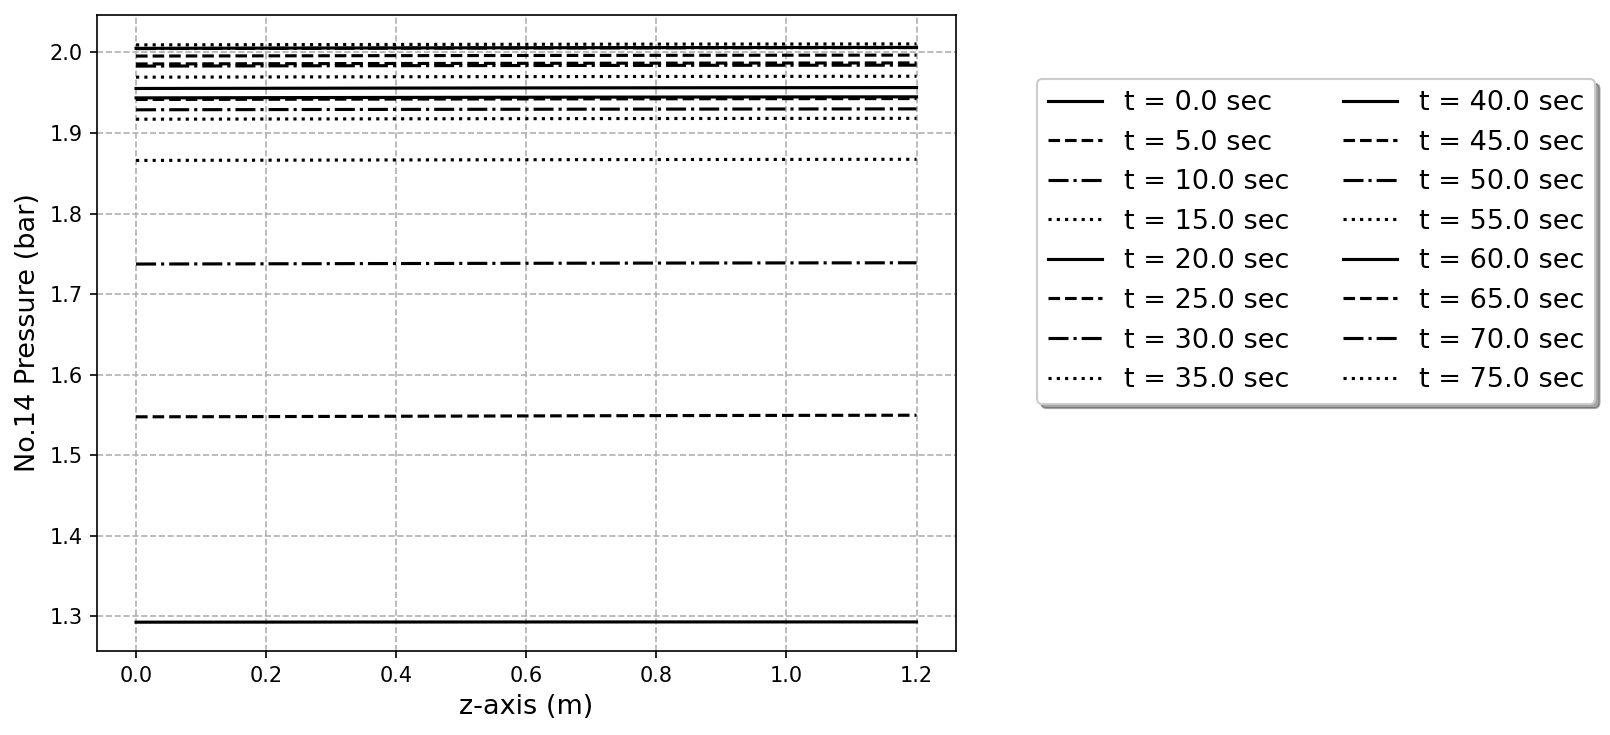 No.14 Pressure (bar)
2.0
1.9
1.8
1.7
1.6
1.5
1.4
1.3
0.0 0.2 0.4 0.6 0.8 1.0 1.2
z-axis (m)
t = 0.0 sec
t = 5.0 sec
t = 10.0 sec
t = 15.0 sec
t = 20.0 sec
t = 25.0 sec
t = 30.0 sec
t = 35.0 sec
t = 40.0 sec
t = 45.0 sec
t = 50.0 sec
t = 55.0 sec
t = 60.0 sec
t = 65.0 sec
t = 70.0 sec
t = 75.0 sec